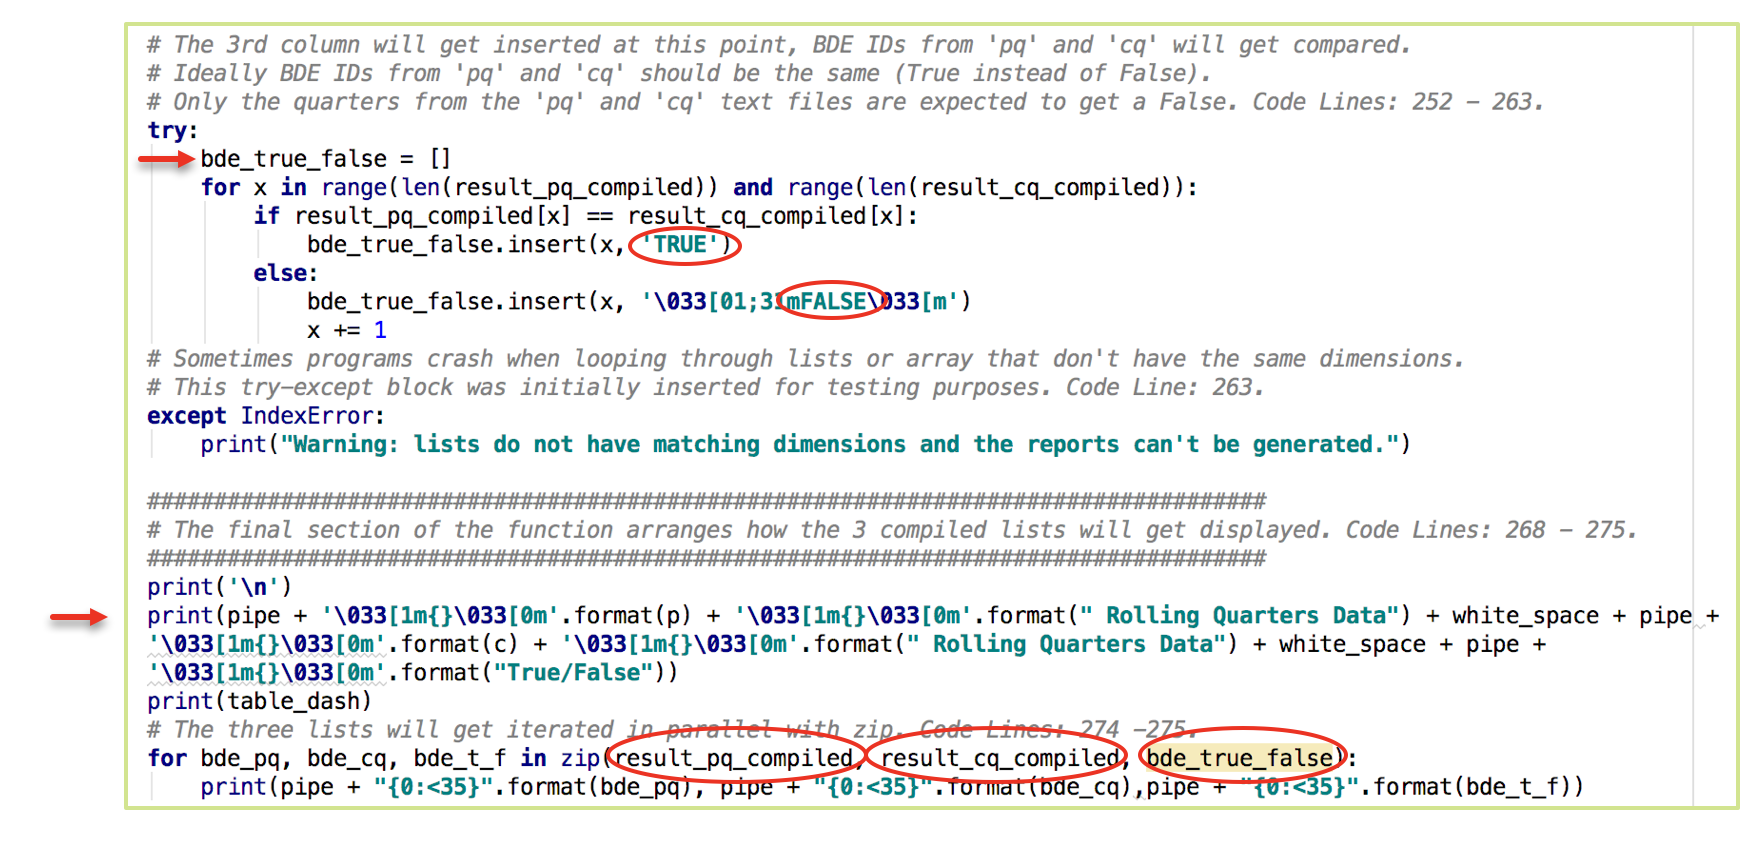 # The 3rd column will get inserted at this point, BDE IDs from 'pq' and 'cq' will get compared.
# Ideally BDE IDs from 'pq' and 'cq' should be the same (True instead of False).
# Only the quarters from the 'pq' and 'cq' text files are expected to get a False. Code Lines: 252 – 263.
try:
    bde_true_false = []
    for x in range(len(result_pq_compiled)) and range(len(result_cq_compiled)):
        if result_pq_compiled[x] == result_cq_compiled[x]:
            bde_true_false.insert(x, 'TRUE')
        else:
            bde_true_false.insert(x, '\033[01;31mFALSE\033[m')
            x += 1
# Sometimes programs crash when looping through lists or array that don't have the same dimensions.
# This try-except block was initially inserted for testing purposes. Code Line: 263.
except IndexError:
    print("Warning: lists do not have matching dimensions and the reports can't be generated.")
####################################################################################
# The final section of the function arranges how the 3 compiled lists will get displayed. Code Lines: 268 – 275.
####################################################################################
print('\n')
print(pipe + '\033[1m{}\033[0m'.format(p) + '\033[1m{}\033[0m'.format(" Rolling Quarters Data") + white_space + pipe +
'\033[1m{}\033[0m'.format(c) + '\033[1m{}\033[0m'.format(" Rolling Quarters Data") + white_space + pipe +
'\033[1m{}\033[0m'.format("True/False"))
print(table_dash)
# The three lists will get iterated in parallel with zip. Code Lines: 274 –275.
for bde_pq, bde_cq, bde_t_f in zip(result_pq_compiled, result_cq_compiled, bde_true_false):
    print(pipe + "{0:<35}".format(bde_pq), pipe + "{0:<35}".format(bde_cq),pipe + "{0:<35}".format(bde_t_f))